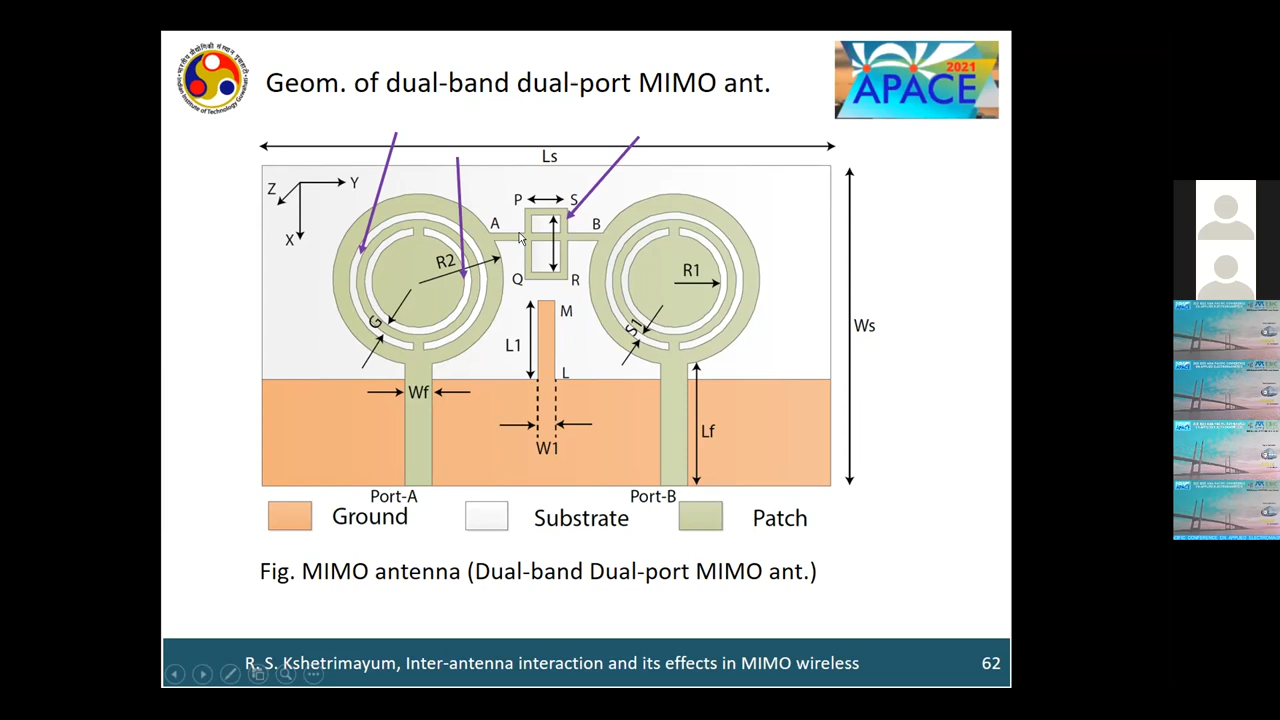 Geom. of dual-band dual-port MIMO ant.
2021
APACE
Ls
Z
Y
X
P
S
A
B
R2
R1
Q
R
G
S1
M
L1
L
Ws
Wf
Lf
W1
Port-A
Port-B
Ground
Substrate
Patch
Fig. MIMO antenna (Dual-band Dual-port MIMO ant.)
R. S. Kshetrimayum, Inter-antenna interaction and its effects in MIMO wireless
62